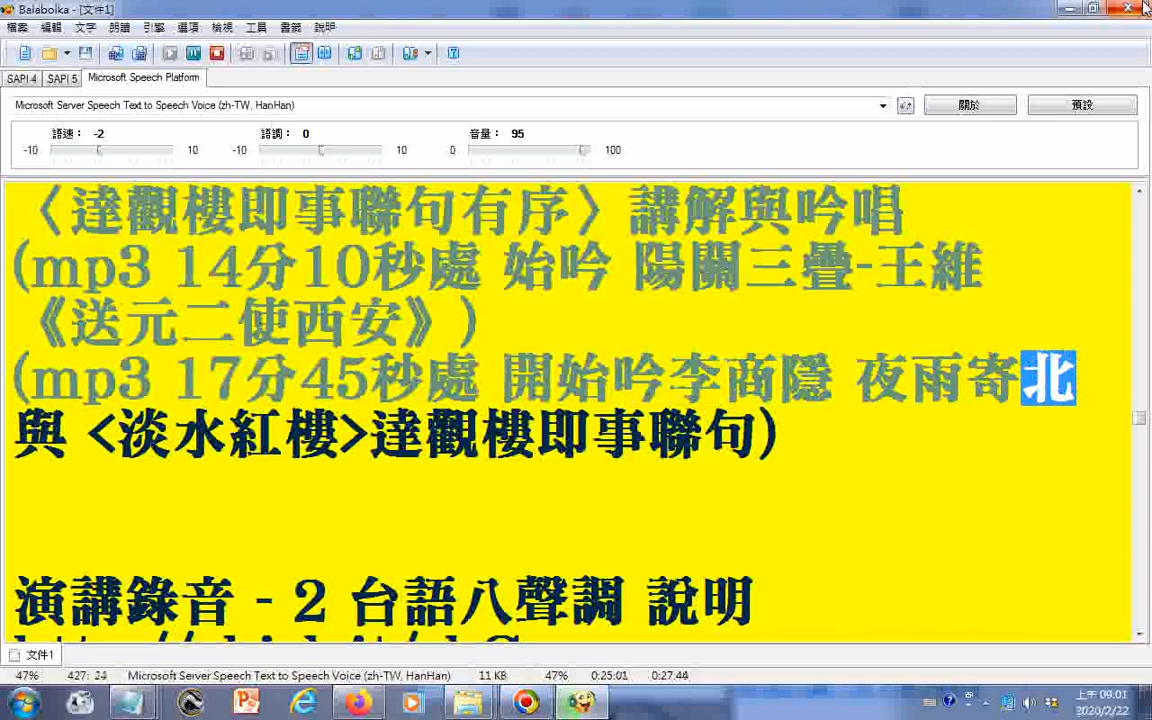 Balabolka - [文件1]
檔案 編輯 文字 朗讀 引擎 選項 檢視 工具 書籤 說明
SAPI 4 SAPI 5 Microsoft Speech Platform
Microsoft Server Speech Text to Speech Voice (zh-TW, HanHan) 關於 預設
語速： -2 語調： 0 音量： 95
-10 10 -10 10 0 100
〈達觀樓即事聯句有序〉講解與吟唱
(mp3 14分10秒處 始吟 陽關三疊-王維
《送元二使西安》)
(mp3 17分45秒處 開始吟李商隱 夜雨寄北
與 <淡水紅樓>達觀樓即事聯句)
演講錄音 - 2 台語八聲調 說明
文件1
47% 427: 24 Microsoft Server Speech Text to Speech Voice (zh-TW, HanHan) 11 KB 47% 0:25:01 0:27:44
上午 09:01
2020/2/22